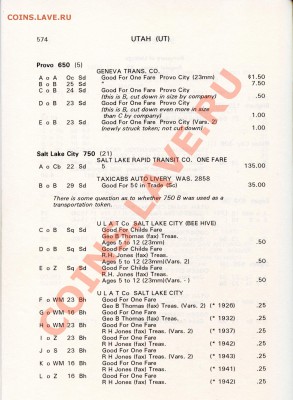 COINS.LAVE.RU
COINS.LAVE.RU
574 UTAH (UT)
Provo 650 (5)
GENEVA TRANS. CO.
A o A Oc Sd Good For One Fare Provo City (23mm) $1.50
B o B 25 Sd " 7.50
C o B 24 Sd Good For One Fare Provo City
(this is B, cut down in size by company) .50
D o B 23 Sd Good For One Fare Provo City
(this is B, cut down even more in size
than C by company) 1.00
E o B 23 Sd Good For One Fare Provo City (Vars. 2)
(newly struck token; not cut down) 1.00
Salt Lake City 750 (21)
SALT LAKE RAPID TRANSIT CO. ONE FARE
A o Cb 22 Sd 5 135.00
TAXICABS AUTO LIVERY WAS. 2858
B o B 29 Sd Good For 5¢ in Trade (Sc) 35.00
There is some question as to whether 750 B was used as a
transportation token.
U L A T Co SALT LAKE CITY (BEE HIVE)
C o B Sq Sd Good For Childs Fare
Geo B Thomas (fax) Treas.
Ages 5 to 12 (23mm) .50
D o B Sq Sd Good For Childs Fare
R.H. Jones (fax) Treas.
Ages 5 to 12 (23mm)(Vars. 2) .50
E o Z Sq Sd Good For Childs Fare
R.H. Jones (fax) Treas.
Ages 5 to 12 (23mm)(Vars. - ) .50
U L A T Co SALT LAKE CITY
F o WM 23 Bh Good For One Fare
Geo B Thomas (fax) Treas. (Vars. 2) (* 1926) .25
G o WM 16 Bh Good For One Fare
Geo B Thomas (fax) Treas. (* 1932) .25
H o WM 23 Bh Good For One Fare
R H Jones (fax) Treas. (Vars. 2) (* 1937) .25
I o Z 23 Bh Good For One Fare
R H Jones (fax) Treas. (* 1942) .25
J o S 23 Bh Good For One Fare
R H Jones (fax) Treas. (Vars. 2) (* 1943) .25
K o WM 16 Bh Good For One Fare
R H Jones (fax) Treas. (Vars. 2) (* 1941) .25
L o Z 16 Bh Good For One Fare
R H Jones (fax) Treas. (* 1942) .25